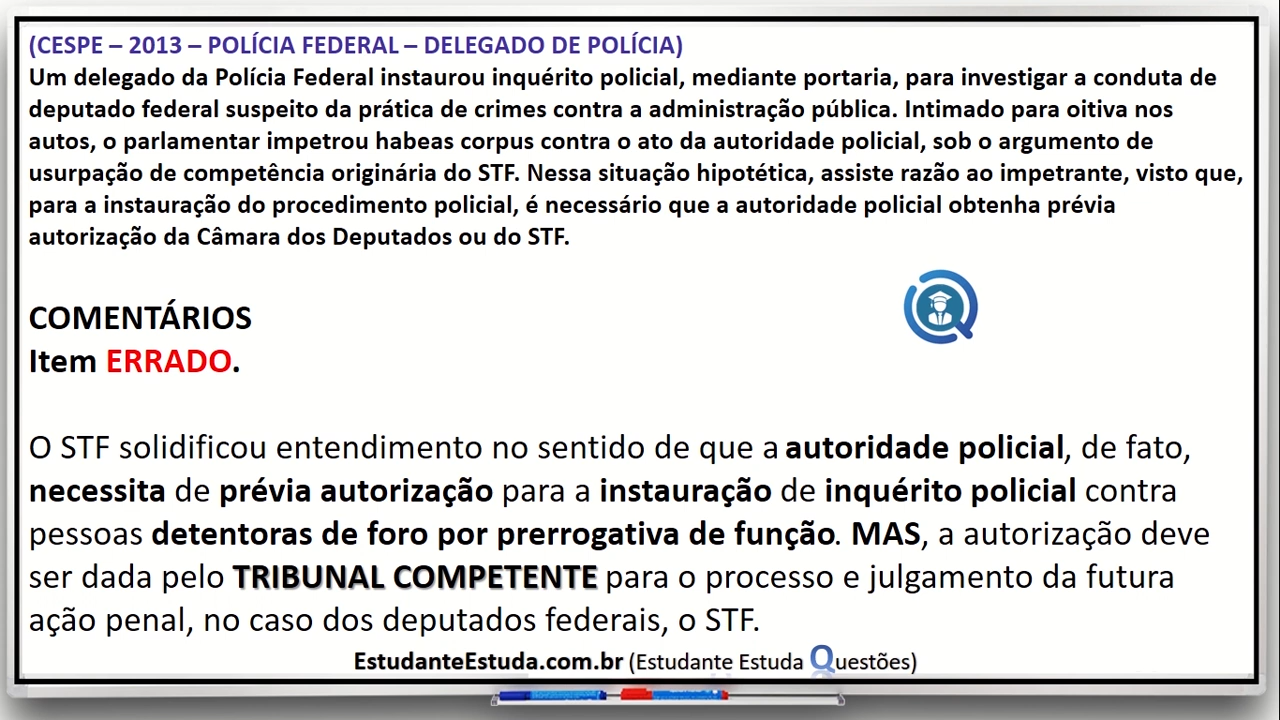 (CESPE – 2013 – POLÍCIA FEDERAL – DELEGADO DE POLÍCIA)
Um delegado da Polícia Federal instaurou inquérito policial, mediante portaria, para investigar a conduta de
deputado federal suspeito da prática de crimes contra a administração pública. Intimado para oitiva nos
autos, o parlamentar impetrou habeas corpus contra o ato da autoridade policial, sob o argumento de
usurpação de competência originária do STF. Nessa situação hipotética, assiste razão ao impetrante, visto que,
para a instauração do procedimento policial, é necessário que a autoridade policial obtenha prévia
autorização da Câmara dos Deputados ou do STF.
COMENTÁRIOS
Item ERRADO.
O STF solidificou entendimento no sentido de que a autoridade policial, de fato,
necessita de prévia autorização para a instauração de inquérito policial contra
pessoas detentoras de foro por prerrogativa de função. MAS, a autorização deve
ser dada pelo TRIBUNAL COMPETENTE para o processo e julgamento da futura
ação penal, no caso dos deputados federais, o STF.
EstudanteEstuda.com.br (Estudante Estuda Questões)